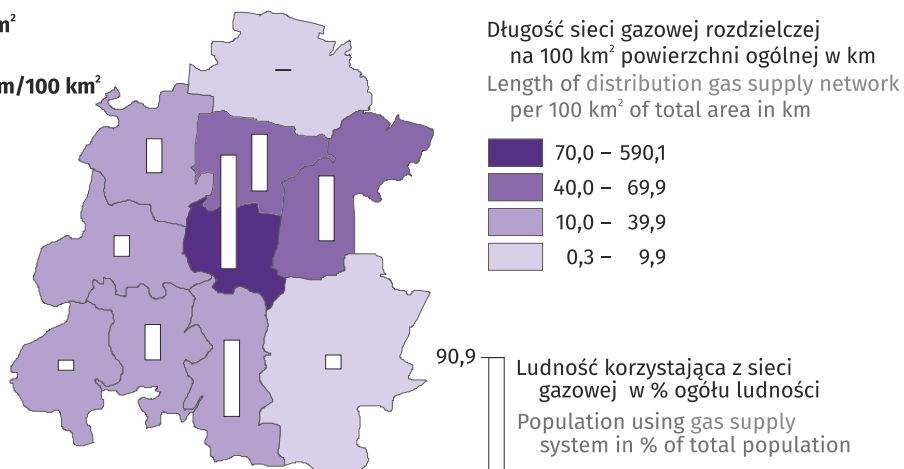 m²
m/100 km²
Długość sieci gazowej rozdzielczej
na 100 km² powierzchni ogólnej w km
Length of distribution gas supply network
per 100 km² of total area in km
70,0 – 590,1
40,0 – 69,9
10,0 – 39,9
0,3 – 9,9
90,9
Ludność korzystająca z sieci
gazowej w % ogółu ludności
Population using gas supply
system in % of total population